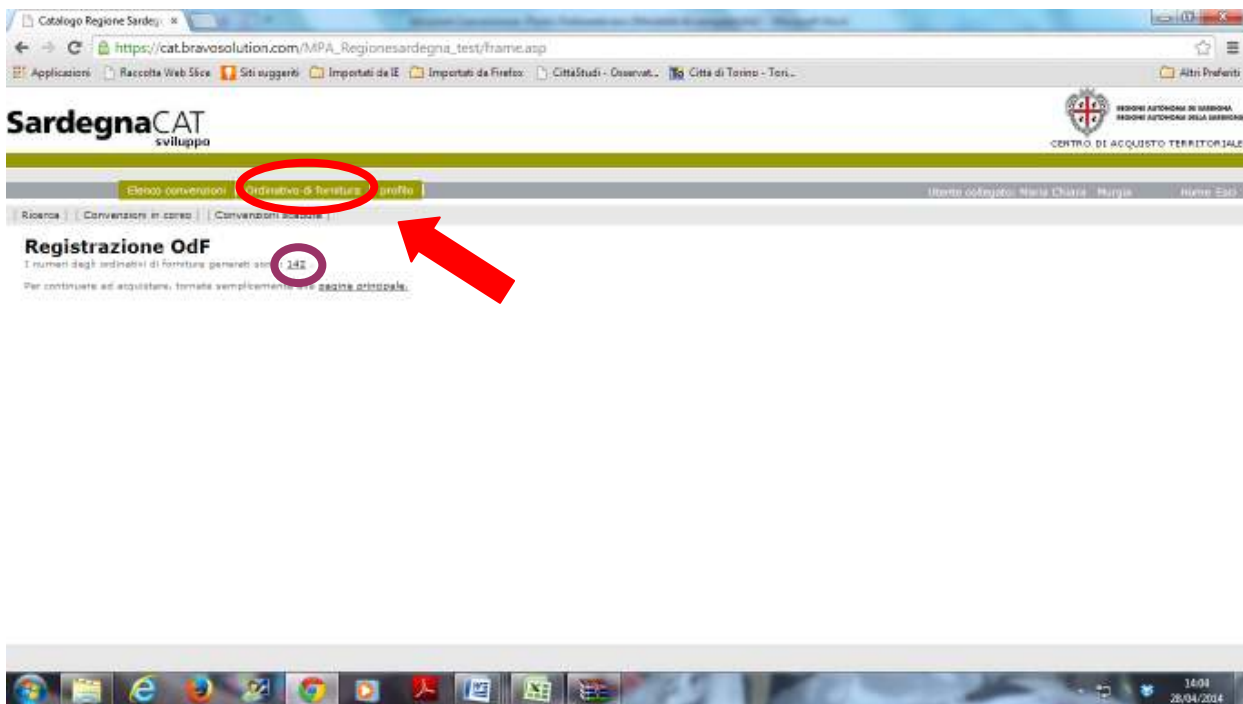 Catalogo Regione Sardeg
https://cat.bravosolution.com/MPA_Regionesardegna_test/frame.asp
Applicazioni Raccolta Web Slice Siti suggeriti Importati da IE Importati da Firefox CittàStudi - Osservat... Città di Torino - Tori... Altri Preferiti
SardegnaCAT
sviluppo
REGIONE AUTONOMA DELLA
CENTRO DI ACQUISTO TERRITORIALE
Elenco convenzioni Ordinativo di fornitura profilo Utente collegato: Maria Chiara Murgia Home Esci
Ricerca | | Convenzioni in corso | | Convenzioni scadute |
Registrazione OdF
I numeri degli ordinativi di fornitura generati 142
Per continuare ad acquistare, tornate semplicemente pagina principale.
14:04
28/04/2014